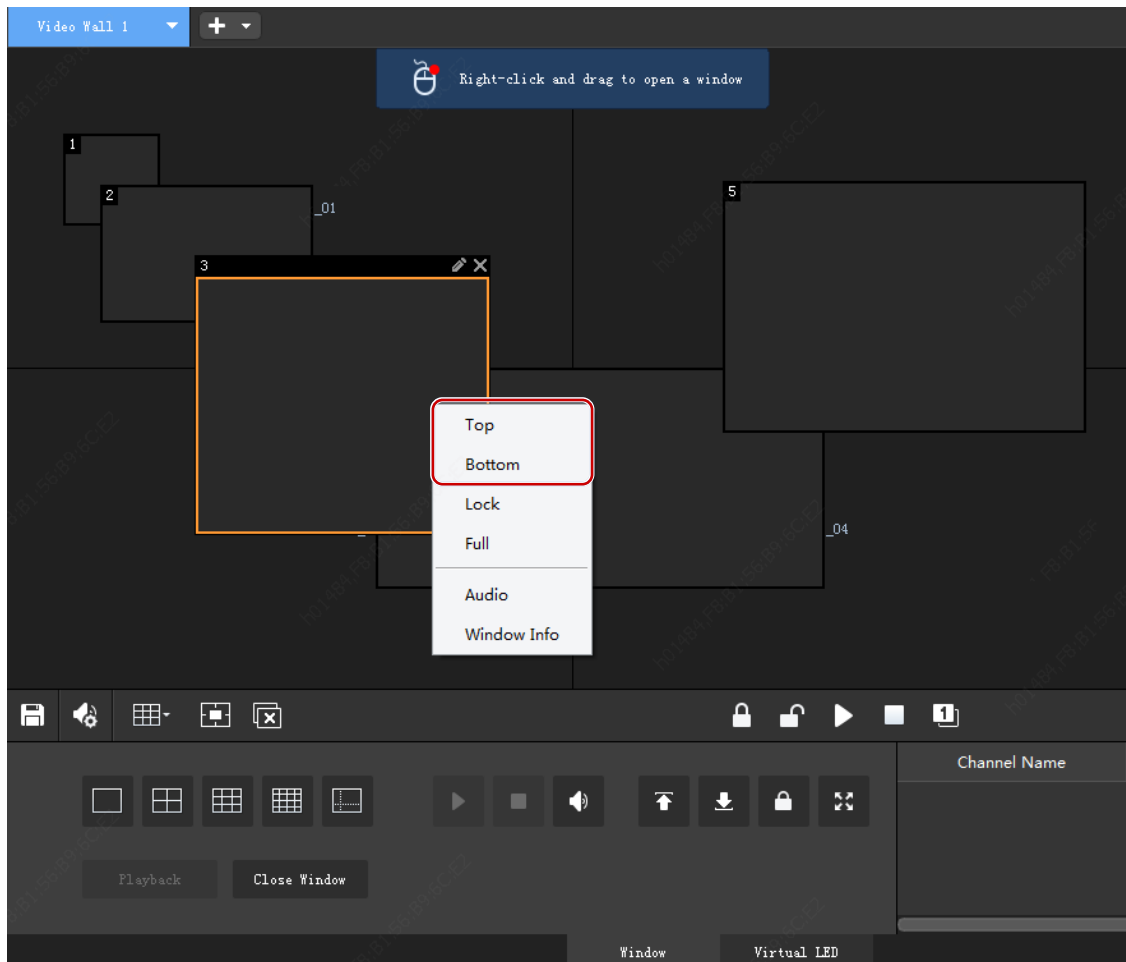 Video Wall 1
Right-click and drag to open a window
1
2
_01
5
3
Top
Bottom
Lock
Full
_04
Audio
Window Info
1
Channel Name
Playback
Close Window
Window
Virtual LED